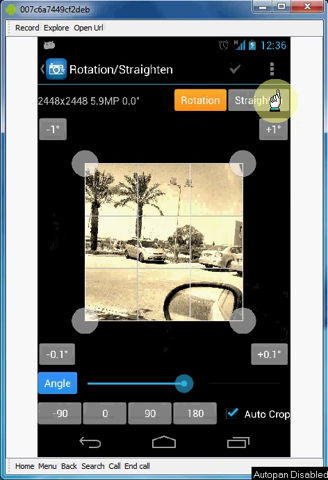 007c6a7449cf2deb
Record Explore Open Url
12:36
Rotation/Straighten
2448x2448 5.9MP 0.0°
Rotation
-1°
+1°
-0.1°
+0.1°
Angle
-90 0 90 180 Auto Crop
Home Menu Back Search Call End call
Autopan Disabled